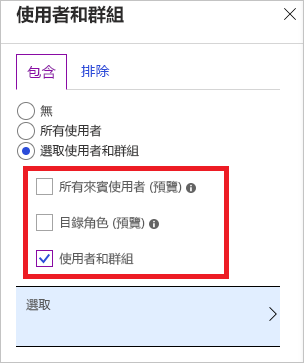 使用者和群組
包含 排除
無
所有使用者
選取使用者和群組
所有來賓使用者 (預覽)
目錄角色 (預覽)
使用者和群組
選取